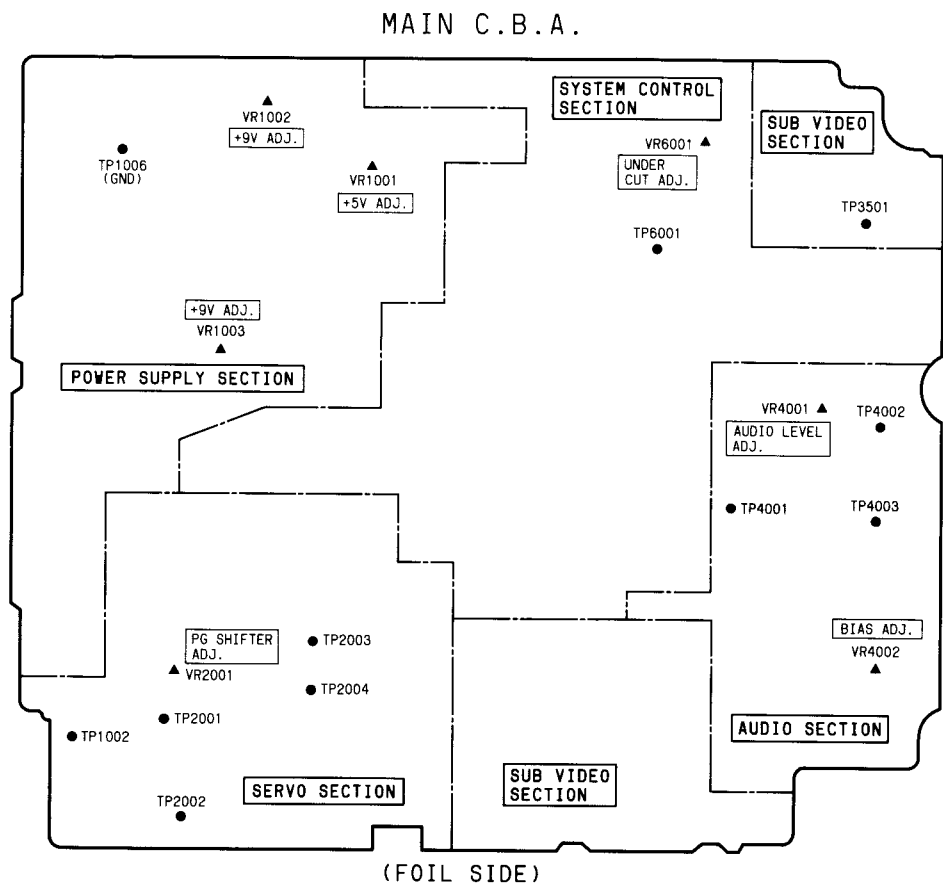 MAIN C.B.A.
SYSTEM CONTROL
SECTION
VR1002
+9V ADJ.
SUB VIDEO
SECTION
VR6001
UNDER
CUT ADJ.
TP1006
(GND)
VR1001
+5V ADJ.
TP3501
TP6001
+9V ADJ.
VR1003
POWER SUPPLY SECTION
VR4001
TP4002
AUDIO LEVEL
ADJ.
TP4001
TP4003
PG SHIFTER
ADJ.
VR2001
TP2003
TP2004
TP2001
TP1002
BIAS ADJ.
VR4002
AUDIO SECTION
SERVO SECTION
SUB VIDEO
SECTION
TP2002
(FOIL SIDE)